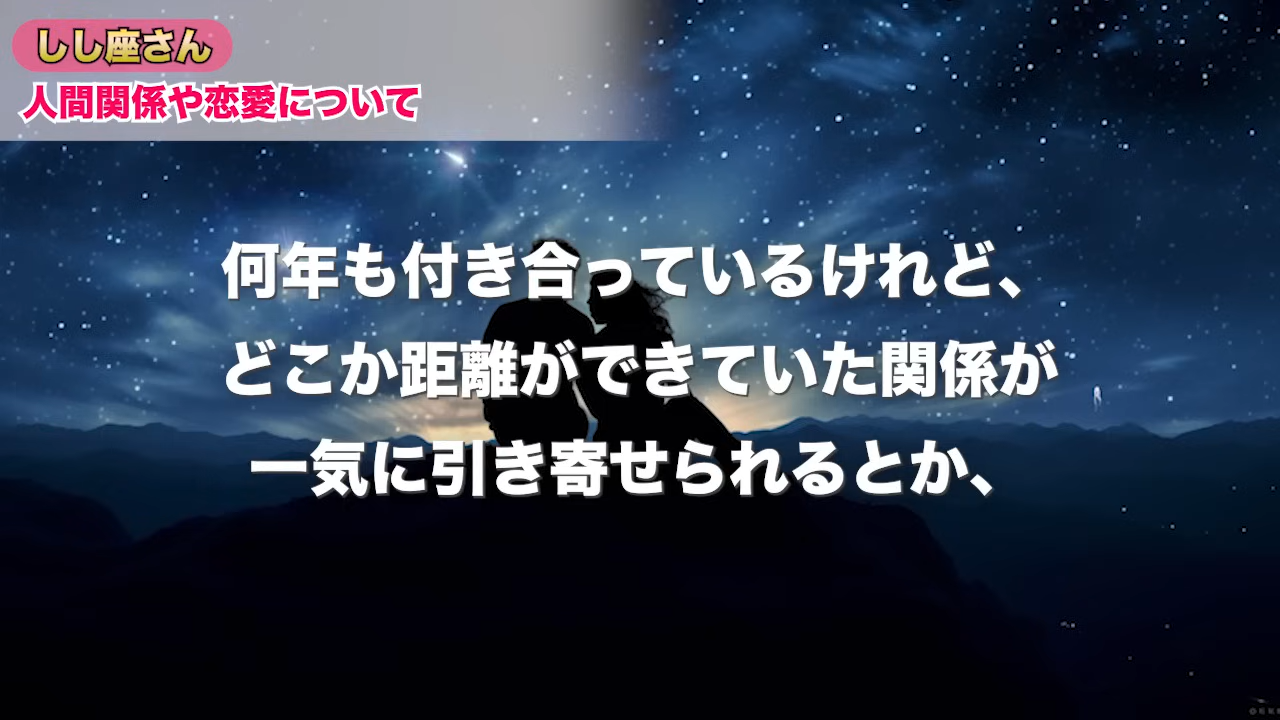 しし座さん
人間関係や恋愛について
何年も付き合っているけれど、
どこか距離ができていた関係が
一気に引き寄せられるとか、